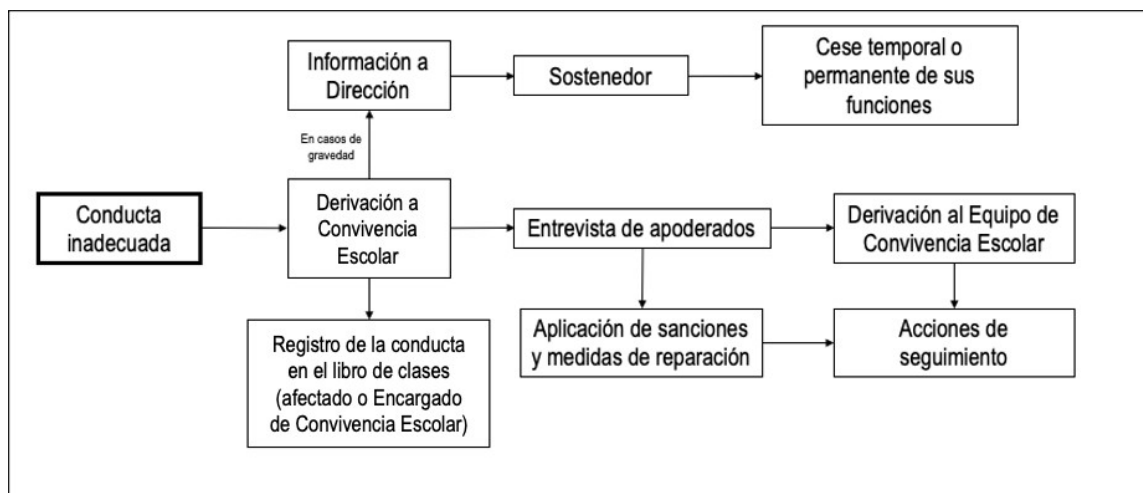 Información a
Dirección
Sostenedor
Cese temporal o
permanente de sus
funciones
En casos de
gravedad
Conducta
inadecuada
Derivación a
Convivencia
Escolar
Entrevista de apoderados
Derivación al Equipo de
Convivencia Escolar
Registro de la conducta
en el libro de clases
(afectado o Encargado
de Convivencia Escolar)
Aplicación de sanciones
y medidas de reparación
Acciones de
seguimiento